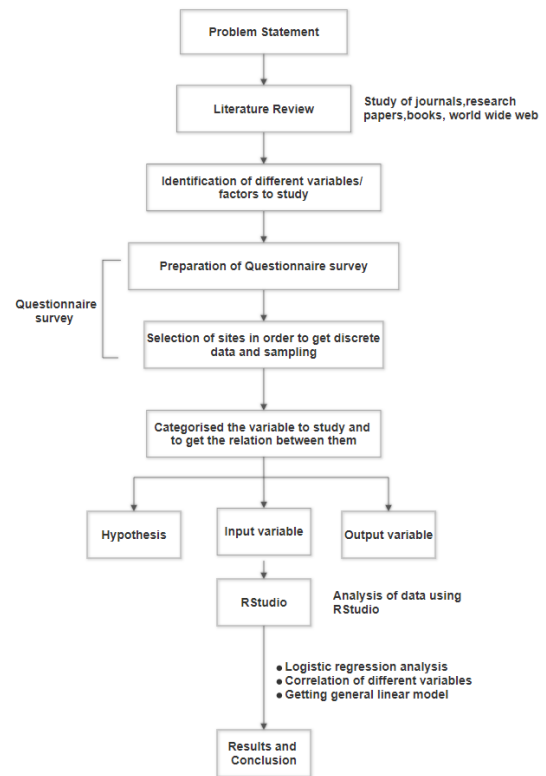 Problem Statement
Literature Review
Study of journals,research
papers,books, world wide web
Identification of different variables/
factors to study
Preparation of Questionnaire survey
Questionnaire
survey
Selection of sites in order to get discrete
data and sampling
Categorised the variable to study and
to get the relation between them
Hypothesis
Input variable
Output variable
RStudio
Analysis of data using
RStudio
● Logistic regression analysis
● Correlation of different variables
● Getting general linear model
Results and
Conclusion